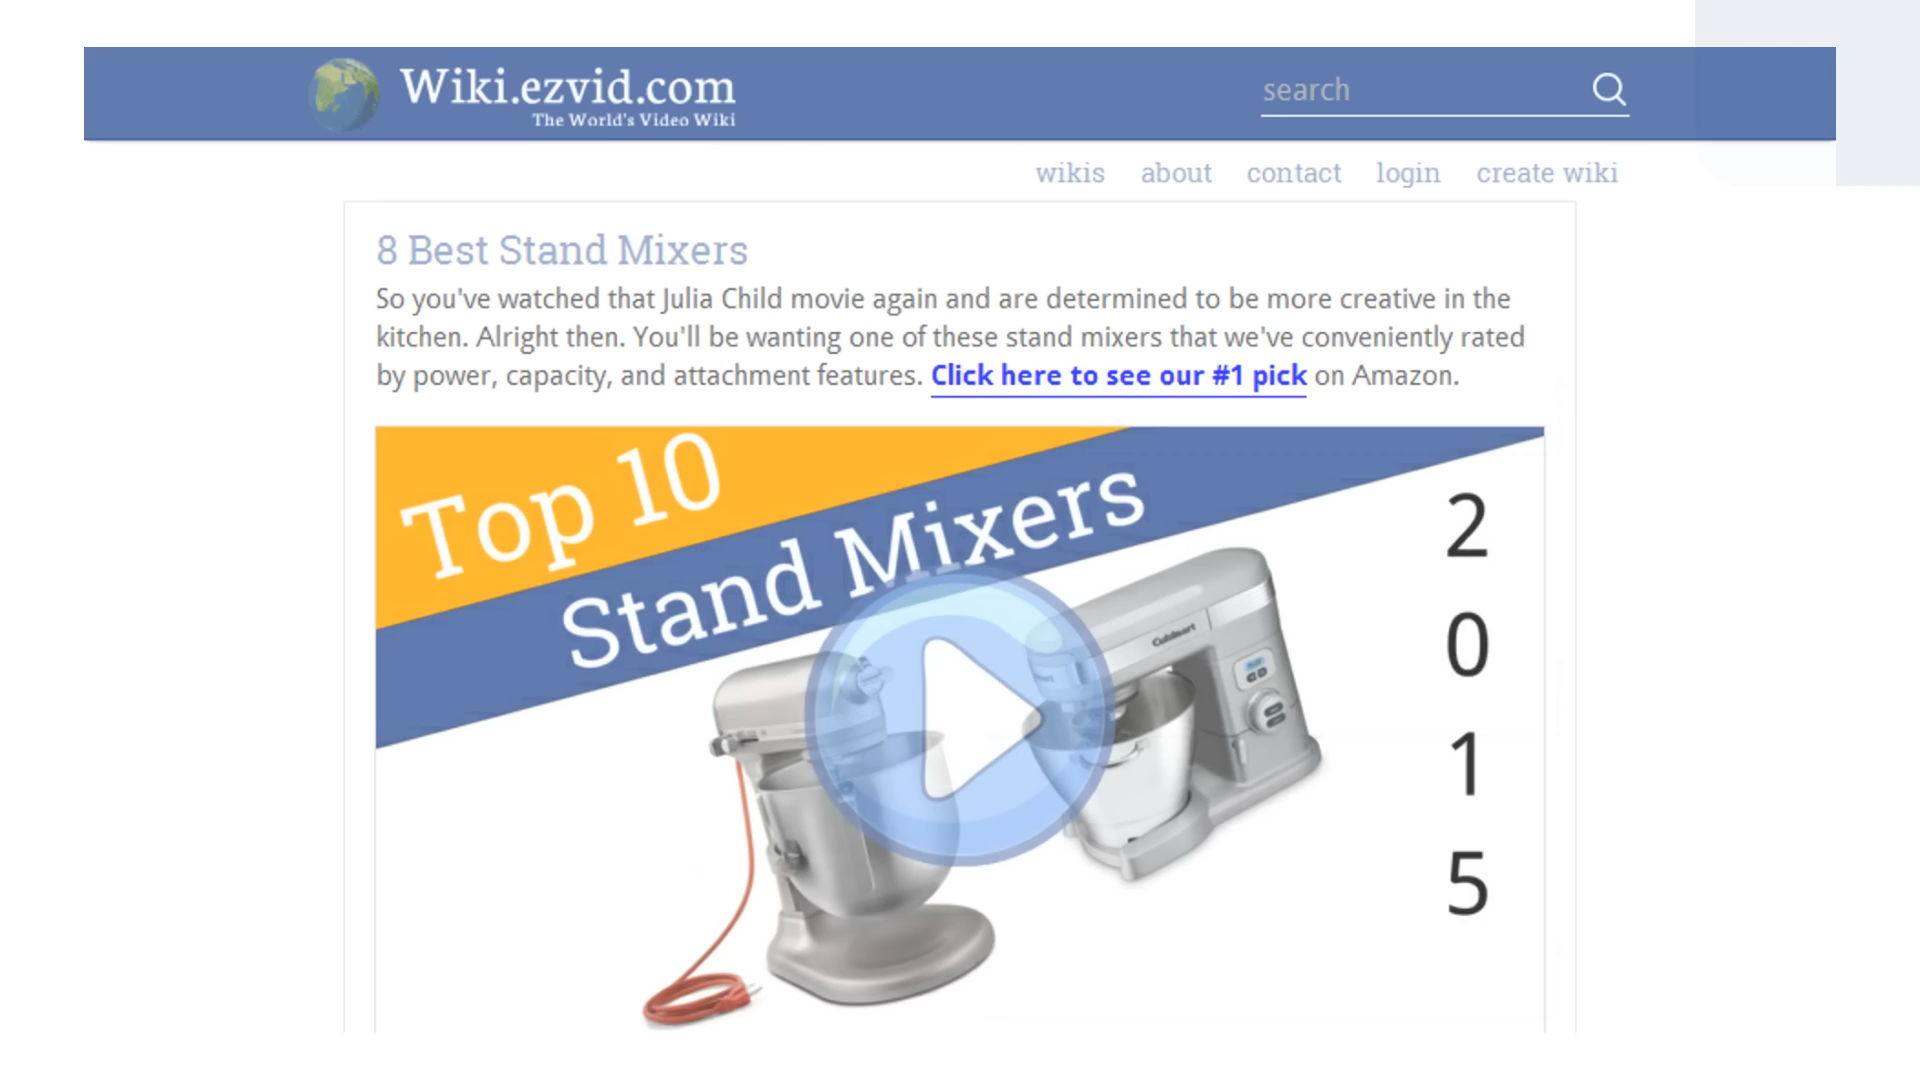 Wiki.ezvid.com
The World's Video Wiki
search
wikis about contact login create wiki
8 Best Stand Mixers
So you've watched that Julia Child movie again and are determined to be more creative in the
kitchen. Alright then. You'll be wanting one of these stand mixers that we've conveniently rated
by power, capacity, and attachment features. Click here to see our #1 pick on Amazon.
Top 10
Stand Mixers
2
0
1
5
Cuisinart